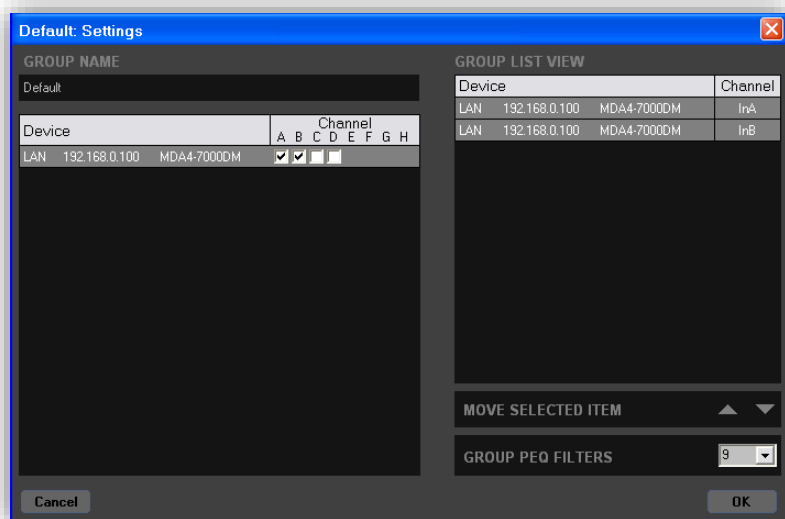 Default: Settings
GROUP NAME
Default
Device Channel
A B C D E F G H
LAN 192.168.0.100 MDA4-7000DM
GROUP LIST VIEW
Device Channel
LAN 192.168.0.100 MDA4-7000DM InA
LAN 192.168.0.100 MDA4-7000DM InB
MOVE SELECTED ITEM
GROUP PEQ FILTERS 9
Cancel
OK